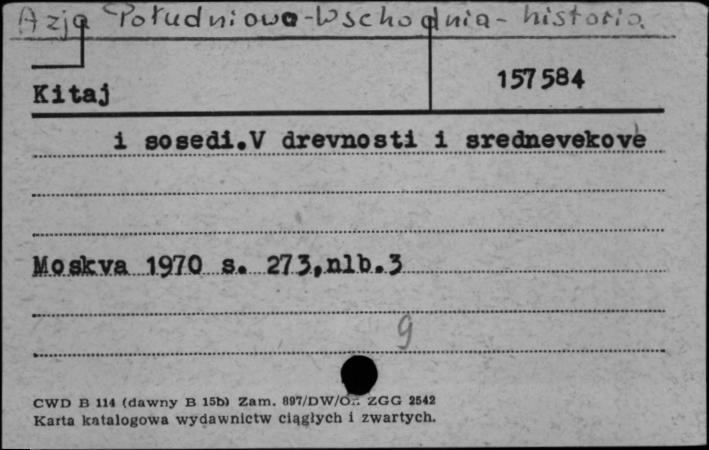 Azja Południowo-Wschodnia - historia.
157584
Kitaj
i sosedi.V drevnosti i srednevekove
Moskva 1970 s. 273,nlb.3
9
CWD B 114 (dawny B 15b) Zam. 897/DW/O.. ZGG 2542
Karta katalogowa wydawnictw ciągłych i zwartych.